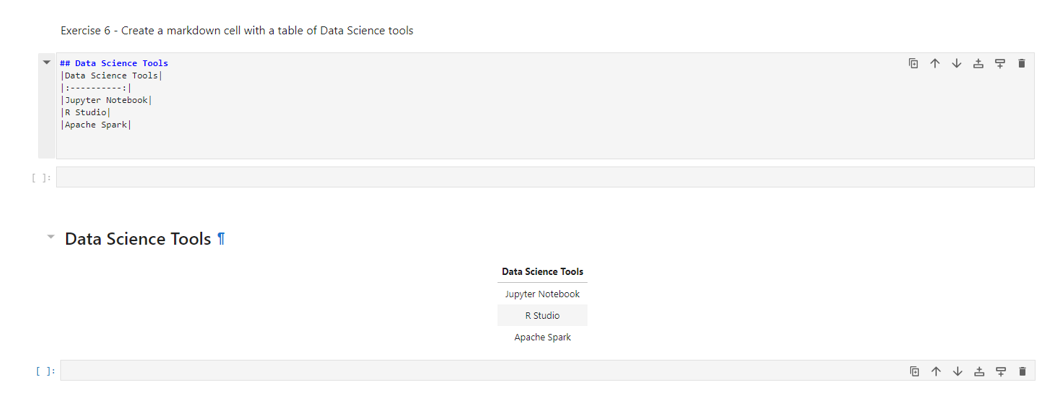 Exercise 6 - Create a markdown cell with a table of Data Science tools
## Data Science Tools
|Data Science Tools|
|:----------:|
|Jupyter Notebook|
|R Studio|
|Apache Spark|
[ ]:
Data Science Tools ¶
Data Science Tools
Jupyter Notebook
R Studio
Apache Spark
[ ]: